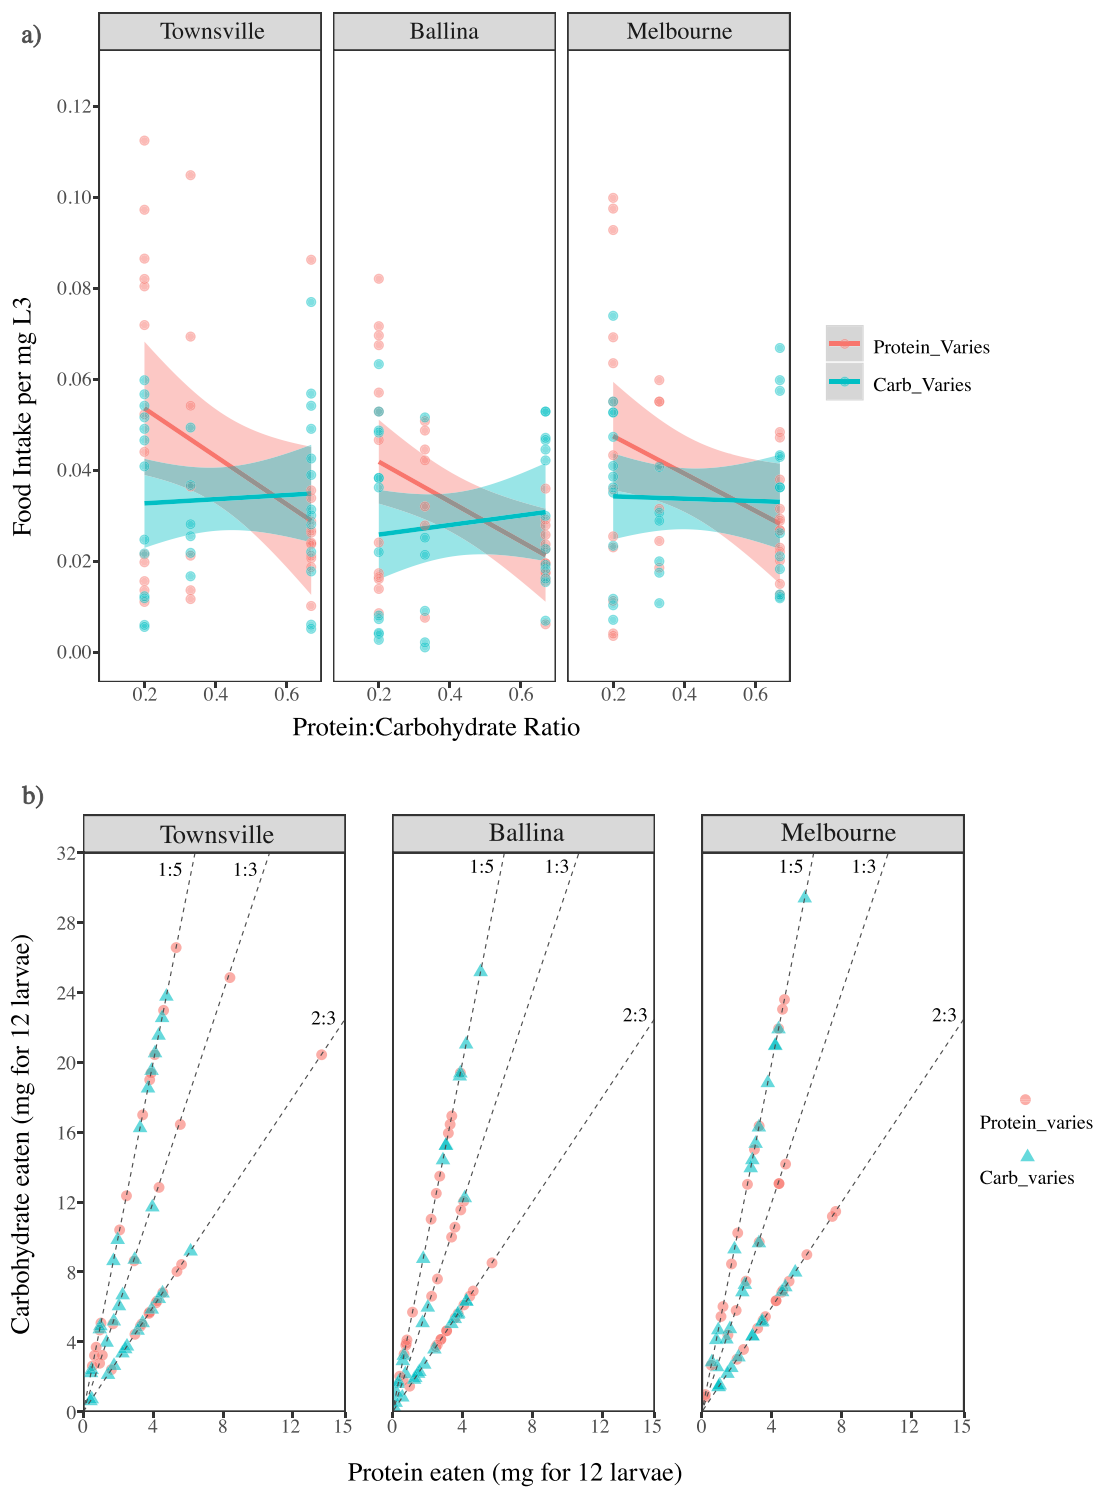 a)
Townsville Ballina Melbourne
0.12
0.10
0.08
0.06
0.04
0.02
0.00
Food Intake per mg L3
Protein_Varies
Carb_Varies
0.2 0.4 0.6 0.2 0.4 0.6 0.2 0.4 0.6
Protein:Carbohydrate Ratio
b)
Townsville Ballina Melbourne
1:5 1:3 1:5 1:3 1:5 1:3
2:3 2:3 2:3
32
28
24
20
16
12
8
4
0
Carbohydrate eaten (mg for 12 larvae)
Protein_varies
Carb_varies
0 4 8 12 15 0 4 8 12 15 0 4 8 12 15
Protein eaten (mg for 12 larvae)